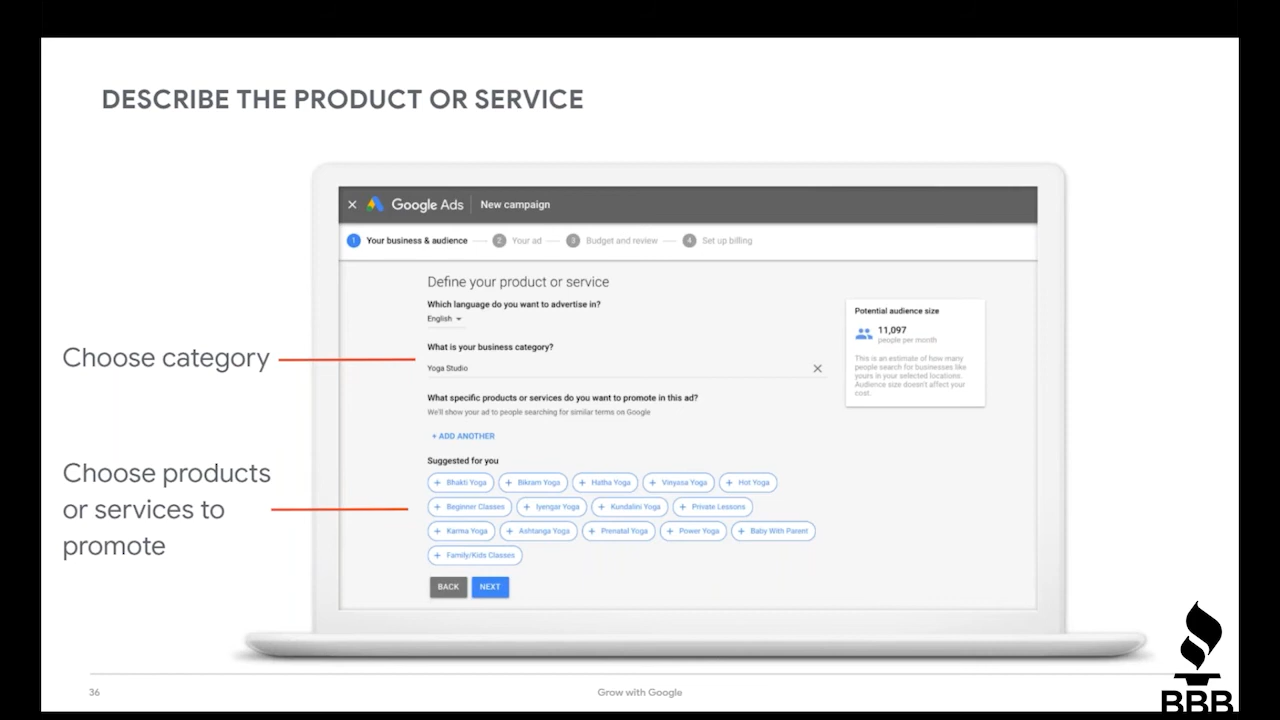 DESCRIBE THE PRODUCT OR SERVICE
Google Ads
New campaign
1 Your business & audience
2 Your ad
3 Budget and review
4 Set up billing
Define your product or service
Which language do you want to advertise in?
English
What is your business category?
Yoga Studio
What specific products or services do you want to promote in this ad?
We'll show your ad to people searching for similar terms on Google
+ ADD ANOTHER
Suggested for you
+ Bhakti Yoga
+ Bikram Yoga
+ Hatha Yoga
+ Vinyasa Yoga
+ Hot Yoga
+ Beginner Classes
+ Iyengar Yoga
+ Kundalini Yoga
+ Private Lessons
+ Karma Yoga
+ Ashtanga Yoga
+ Prenatal Yoga
+ Power Yoga
+ Baby With Parent
+ Family/Kids Classes
BACK
NEXT
Potential audience size
11,097
people per month
This is an estimate of how many
people search for businesses like
yours in your selected locations.
Audience size doesn't affect your
cost.
Choose category
Choose products
or services to
promote
36
Grow with Google
BBB